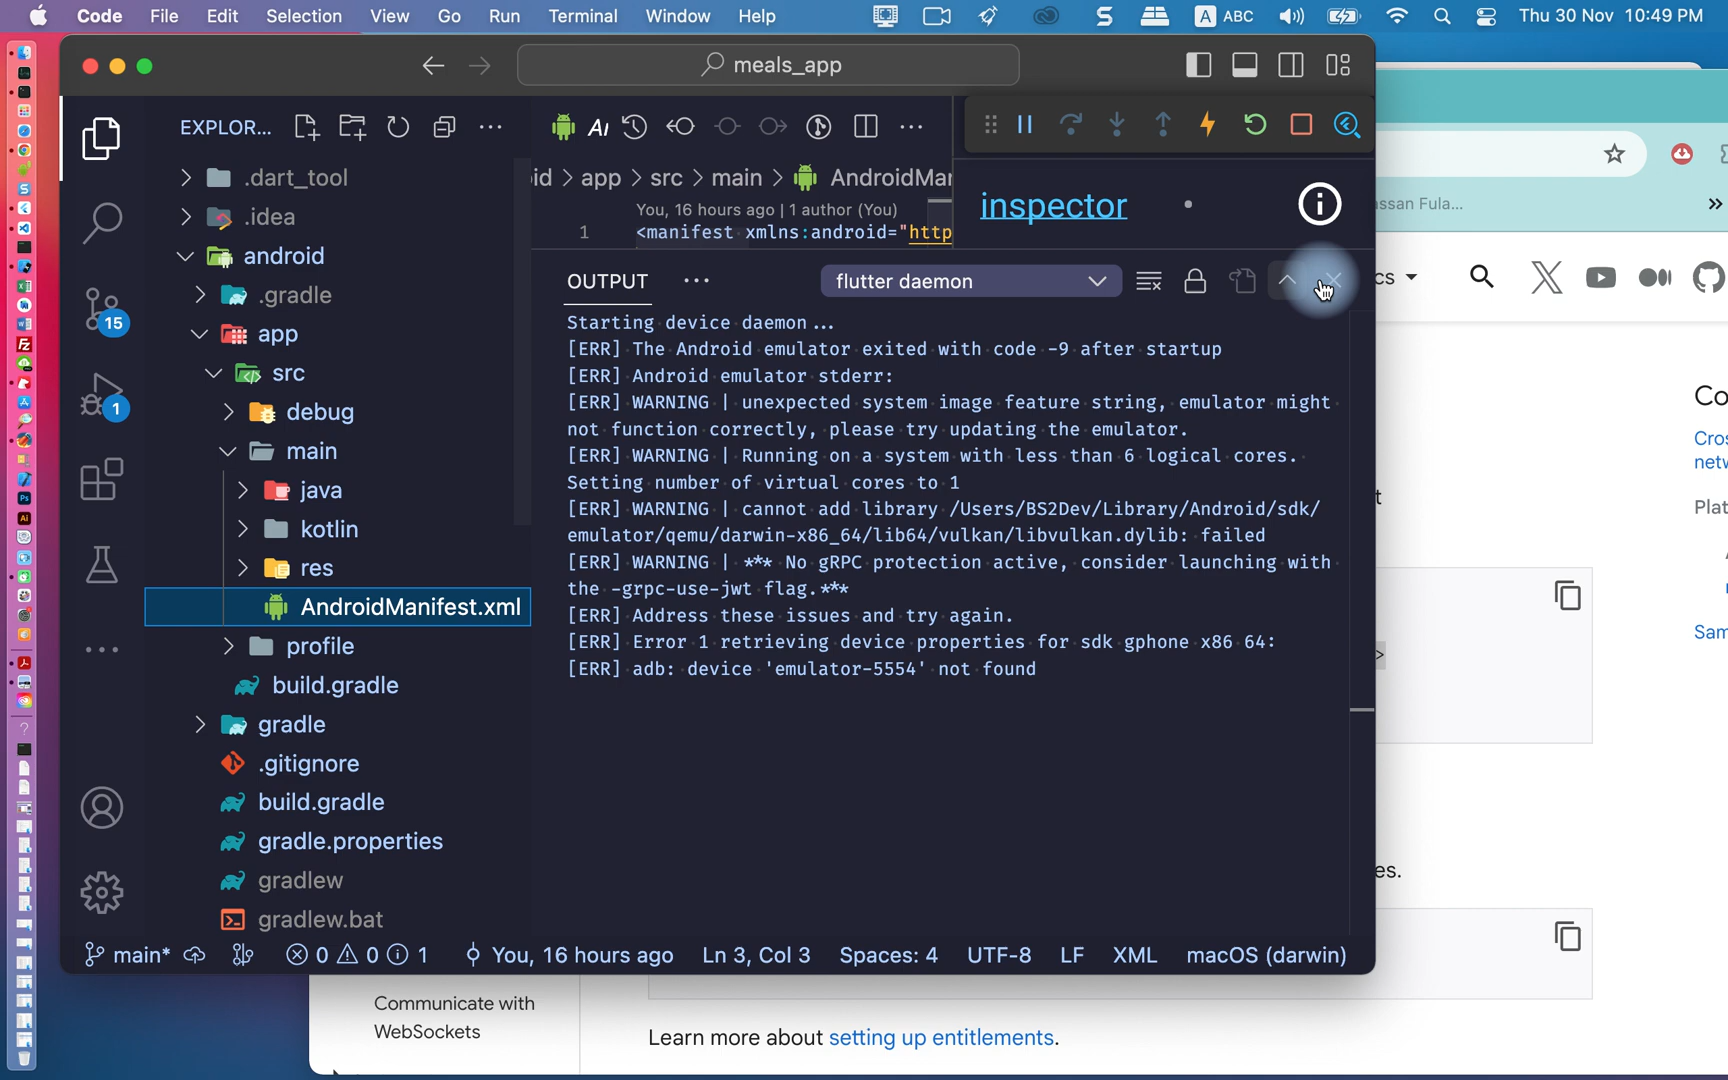 Code File Edit Selection View Go Run Terminal Window Help
A ABC
Thu 30 Nov 10:49 PM
meals_app
EXPLOR...
.dart_tool
.idea
android
.gradle
app
src
debug
main
java
kotlin
res
AndroidManifest.xml
profile
build.gradle
gradle
.gitignore
build.gradle
gradle.properties
gradlew
gradlew.bat
15
1
AI
id > app > src > main > AndroidMan
You, 16 hours ago | 1 author (You)
1 <manifest xmlns:android="http
inspector
OUTPUT
flutter daemon
Starting device daemon...
[ERR] The Android emulator exited with code -9 after startup
[ERR] Android emulator stderr:
[ERR] WARNING | unexpected system image feature string, emulator might
not function correctly, please try updating the emulator.
[ERR] WARNING | Running on a system with less than 6 logical cores.
Setting number of virtual cores to 1
[ERR] WARNING | cannot add library /Users/BS2Dev/Library/Android/sdk/
emulator/qemu/darwin-x86_64/lib64/vulkan/libvulkan.dylib: failed
[ERR] WARNING | *** No gRPC protection active, consider launching with
the -grpc-use-jwt flag.***
[ERR] Address these issues and try again.
[ERR] Error 1 retrieving device properties for sdk gphone x86 64:
[ERR] adb: device 'emulator-5554' not found
main* 0 0 1 You, 16 hours ago Ln 3, Col 3 Spaces: 4 UTF-8 LF XML macOS (darwin)
ssan Fula...
cs
t
>
es.
Co
Cros
netw
Plat
Sam
Communicate with
WebSockets
Learn more about setting up entitlements.